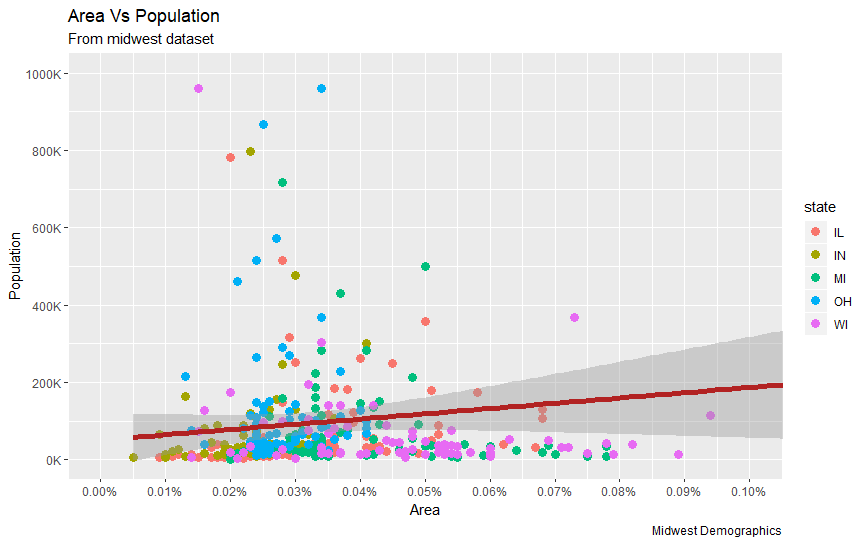 Area Vs Population
From midwest dataset
Population
1000K
800K
600K
400K
200K
0K
0.00% 0.01% 0.02% 0.03% 0.04% 0.05% 0.06% 0.07% 0.08% 0.09% 0.10%
Area
state
IL
IN
MI
OH
WI
Midwest Demographics